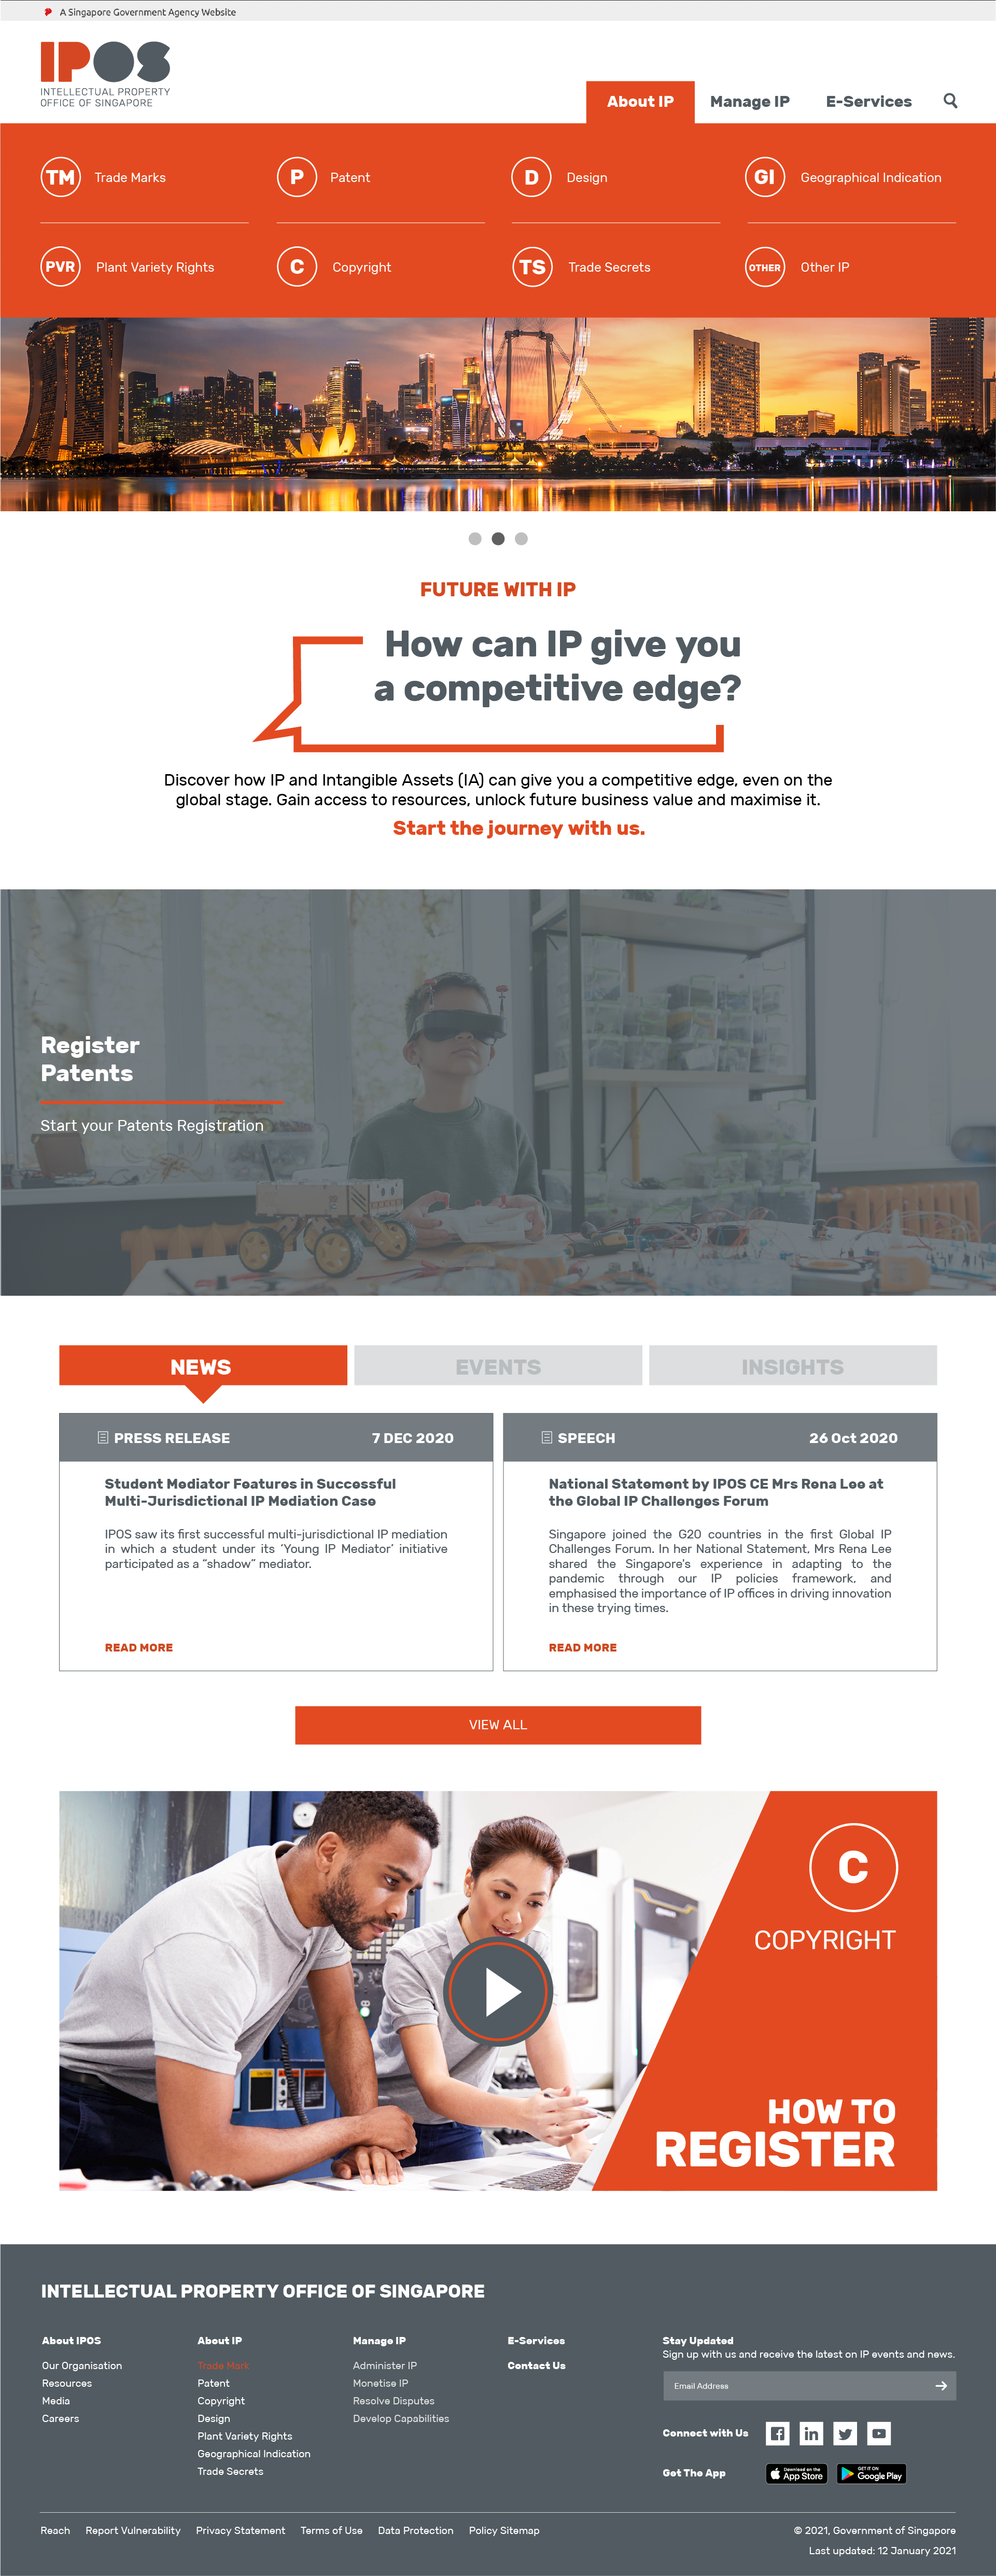 A Singapore Government Agency Website
IPOS
INTELLECTUAL PROPERTY
OFFICE OF SINGAPORE
About IP
Manage IP
E-Services
TM
Trade Marks
P
Patent
D
Design
GI
Geographical Indication
PVR
Plant Variety Rights
C
Copyright
TS
Trade Secrets
OTHER
Other IP
FUTURE WITH IP
How can IP give you
a competitive edge?
Discover how IP and Intangible Assets (IA) can give you a competitive edge, even on the
global stage. Gain access to resources, unlock future business value and maximise it.
Start the journey with us.
Register
Patents
Start your Patents Registration
NEWS
EVENTS
INSIGHTS
PRESS RELEASE
7 DEC 2020
Student Mediator Features in Successful
Multi-Jurisdictional IP Mediation Case
IPOS saw its first successful multi-jurisdictional IP mediation
in which a student under its ‘Young IP Mediator’ initiative
participated as a “shadow” mediator.
READ MORE
SPEECH
26 Oct 2020
National Statement by IPOS CE Mrs Rena Lee at
the Global IP Challenges Forum
Singapore joined the G20 countries in the first Global IP
Challenges Forum. In her National Statement, Mrs Rena Lee
shared the Singapore's experience in adapting to the
pandemic through our IP policies framework, and
emphasised the importance of IP offices in driving innovation
in these trying times.
READ MORE
VIEW ALL
C
COPYRIGHT
HOW TO
REGISTER
INTELLECTUAL PROPERTY OFFICE OF SINGAPORE
About IPOS
Our Organisation
Resources
Media
Careers
About IP
Trade Mark
Patent
Copyright
Design
Plant Variety Rights
Geographical Indication
Trade Secrets
Manage IP
Administer IP
Monetise IP
Resolve Disputes
Develop Capabilities
E-Services
Contact Us
Stay Updated
Sign up with us and receive the latest on IP events and news.
Email Address
Connect with Us
Get The App
Download on the
App Store
GET IT ON
Google Play
Reach
Report Vulnerability
Privacy Statement
Terms of Use
Data Protection
Policy Sitemap
© 2021, Government of Singapore
Last updated: 12 January 2021